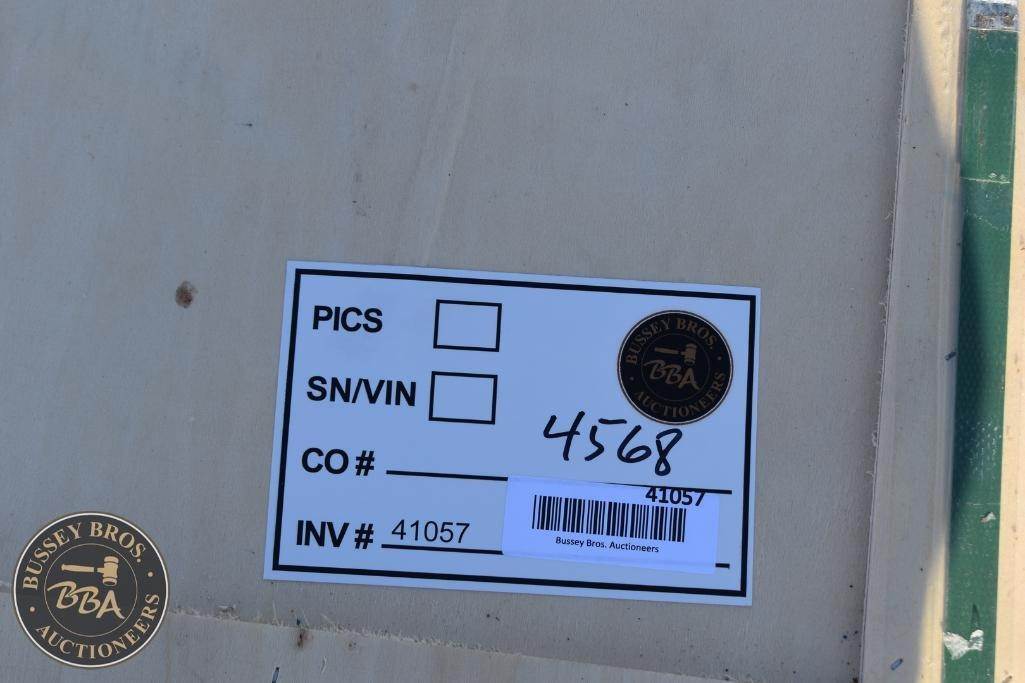 PICS
BUSSEY BROS.
BBA
AUCTIONEERS
SN/VIN
4568
CO #
41057
INV # 41057
Bussey Bros. Auctioneers
BUSSEY BROS.
BBA
AUCTIONEERS